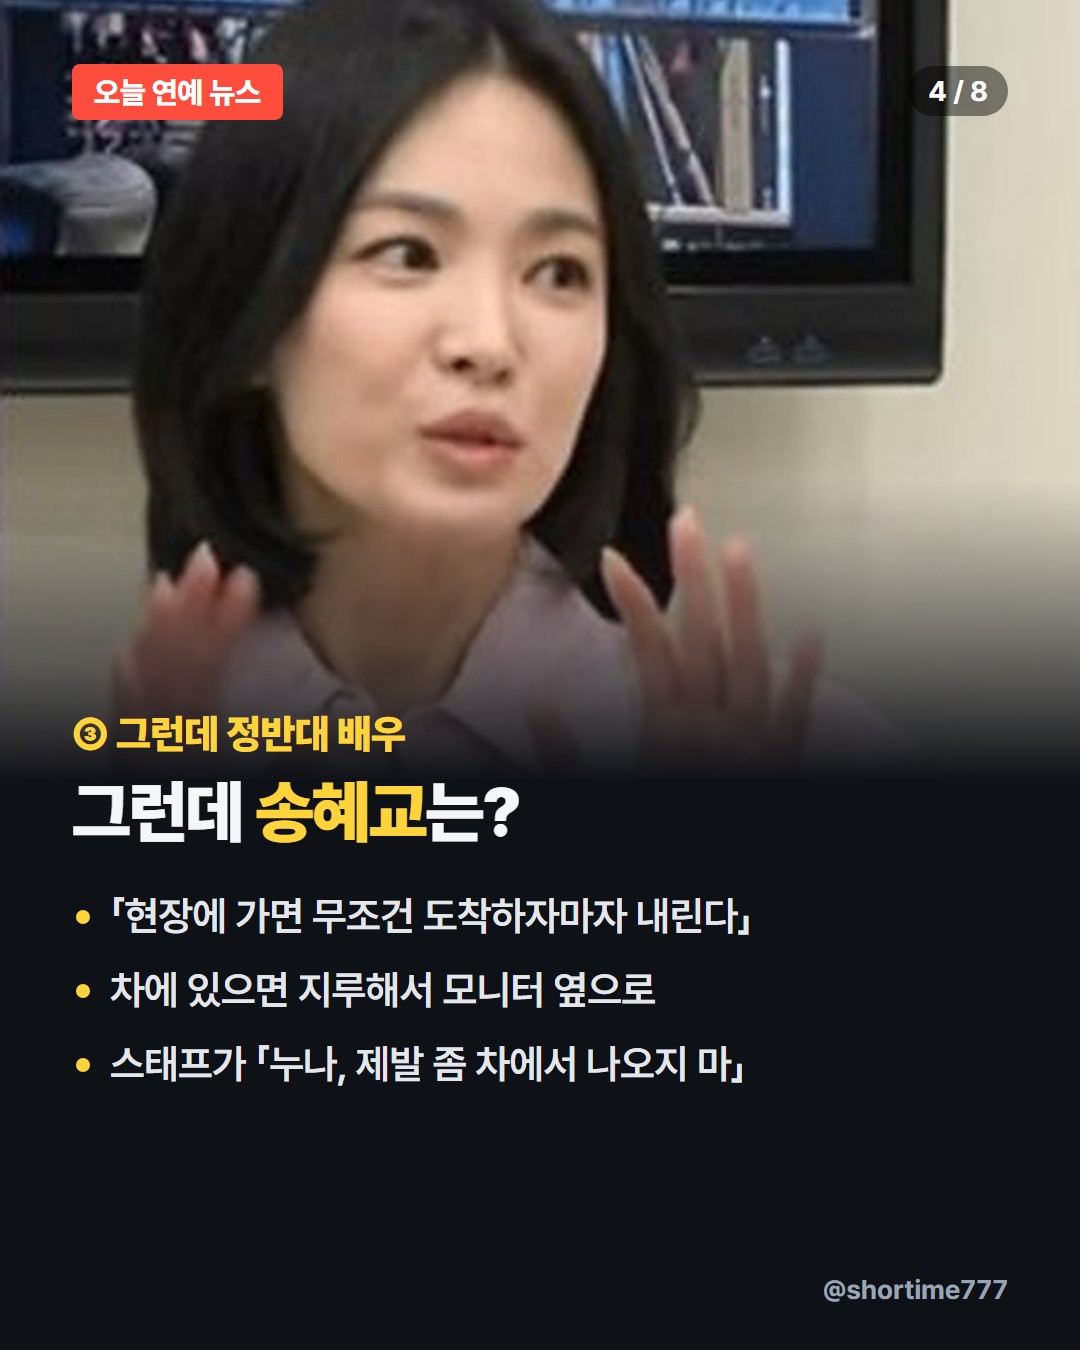 오늘 연예 뉴스
4 / 8
③ 그런데 정반대 배우
그런데 송혜교는?
• 「현장에 가면 무조건 도착하자마자 내린다」
• 차에 있으면 지루해서 모니터 옆으로
• 스태프가 「누나, 제발 좀 차에서 나오지 마」
@shortime777